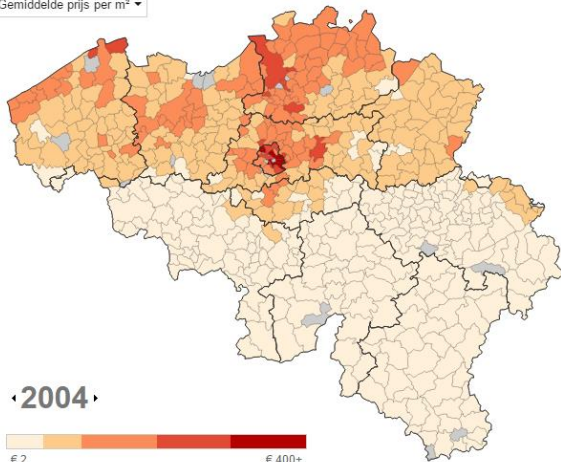 Gemiddelde prijs per m² ▾
◂ 2004 ▸
€ 2
€ 400+